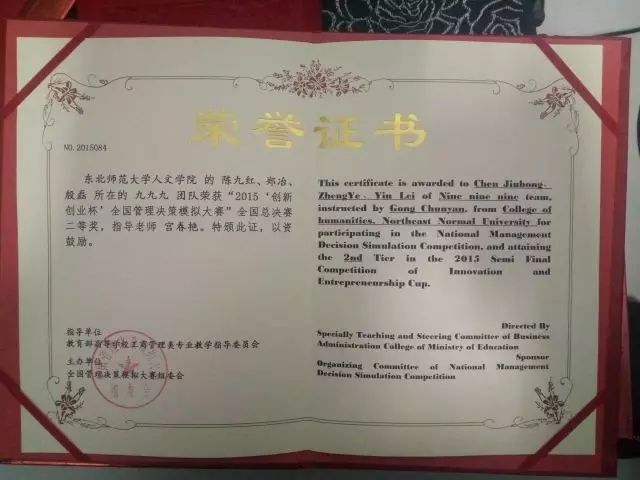 荣誉证书
NO.2015084
东北师范大学人文学院 的 陈九红、郑冶、
殷磊 所在的 九九九 团队荣获“2015‘创新
创业杯’全国管理决策模拟大赛”全国总决赛
二等奖，指导老师 宫春艳。特颁此证，以资
鼓励。
指导单位
教育部高等学校工商管理类专业教学指导委员会
主办单位
全国管理决策模拟大赛组委会
This certificate is awarded to Chen Jiuhong、
ZhengYe、Yin Lei of Nine nine nine team,
instructed by Gong Chunyan, from College of
humanities, Northeast Normal University for
participating in the National Management
Decision Simulation Competition, and attaining
the 2nd Tier in the 2015 Semi Final
Competition of Innovation and
Entrepreneurship Cup.
Directed By
Specially Teaching and Steering Committee of Business
Administration College of Ministry of Education
Sponsor
Organizing Committee of National Management
Decision Simulation Competition